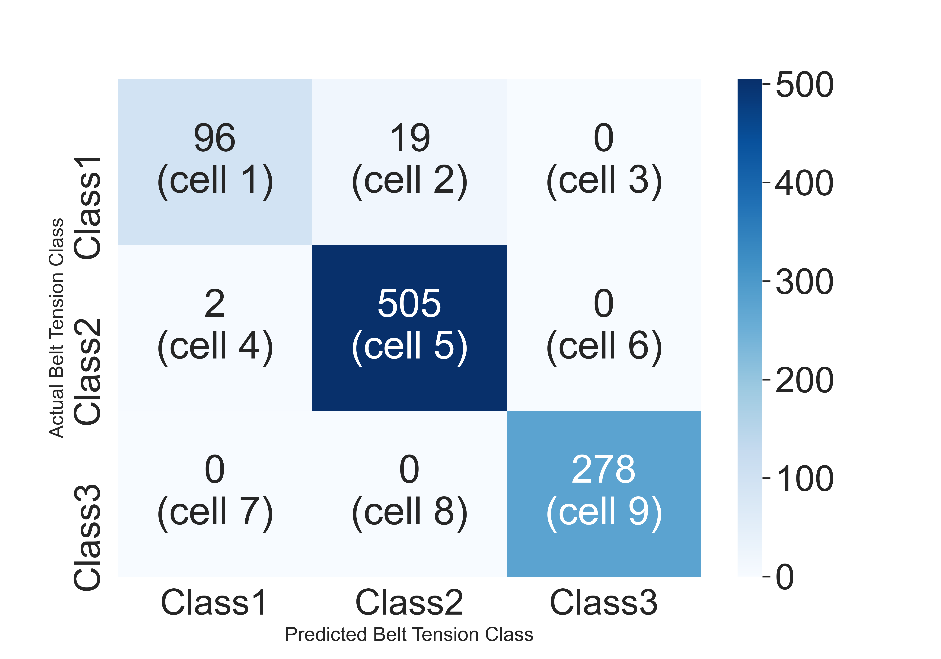 96
(cell 1)
19
(cell 2)
0
(cell 3)
2
(cell 4)
505
(cell 5)
0
(cell 6)
0
(cell 7)
0
(cell 8)
278
(cell 9)
Class1
Class2
Class3
Actual Belt Tension Class
Class1
Class2
Class3
Predicted Belt Tension Class
500
400
300
200
100
0